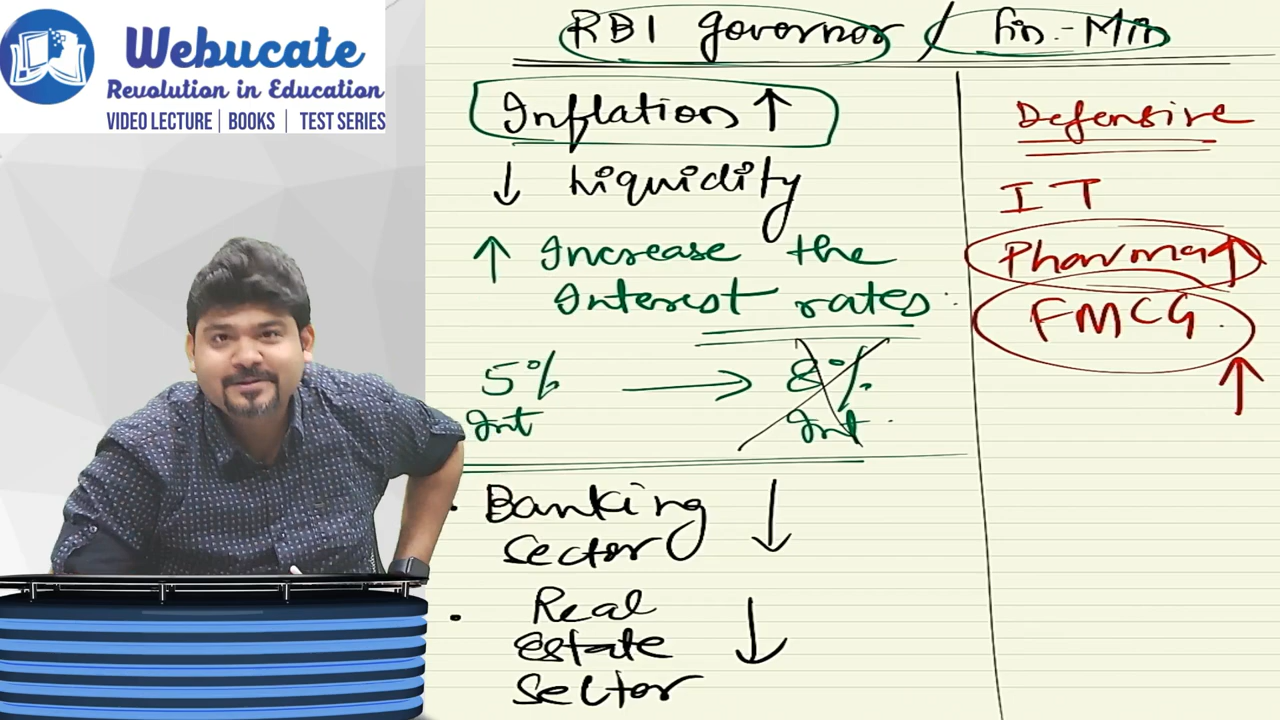 Webucate
Revolution in Education
VIDEO LECTURE | BOOKS | TEST SERIES
RBI governor / Fin.-Min
Inflation ↑
↓ Liquidity
↑ Increase the
Interest rates
5% → 8%
Int Int
• Banking ↓
Sector
• Real ↓
Estate
Sector
Defensive
IT
Pharma ↑
FMCG ↑